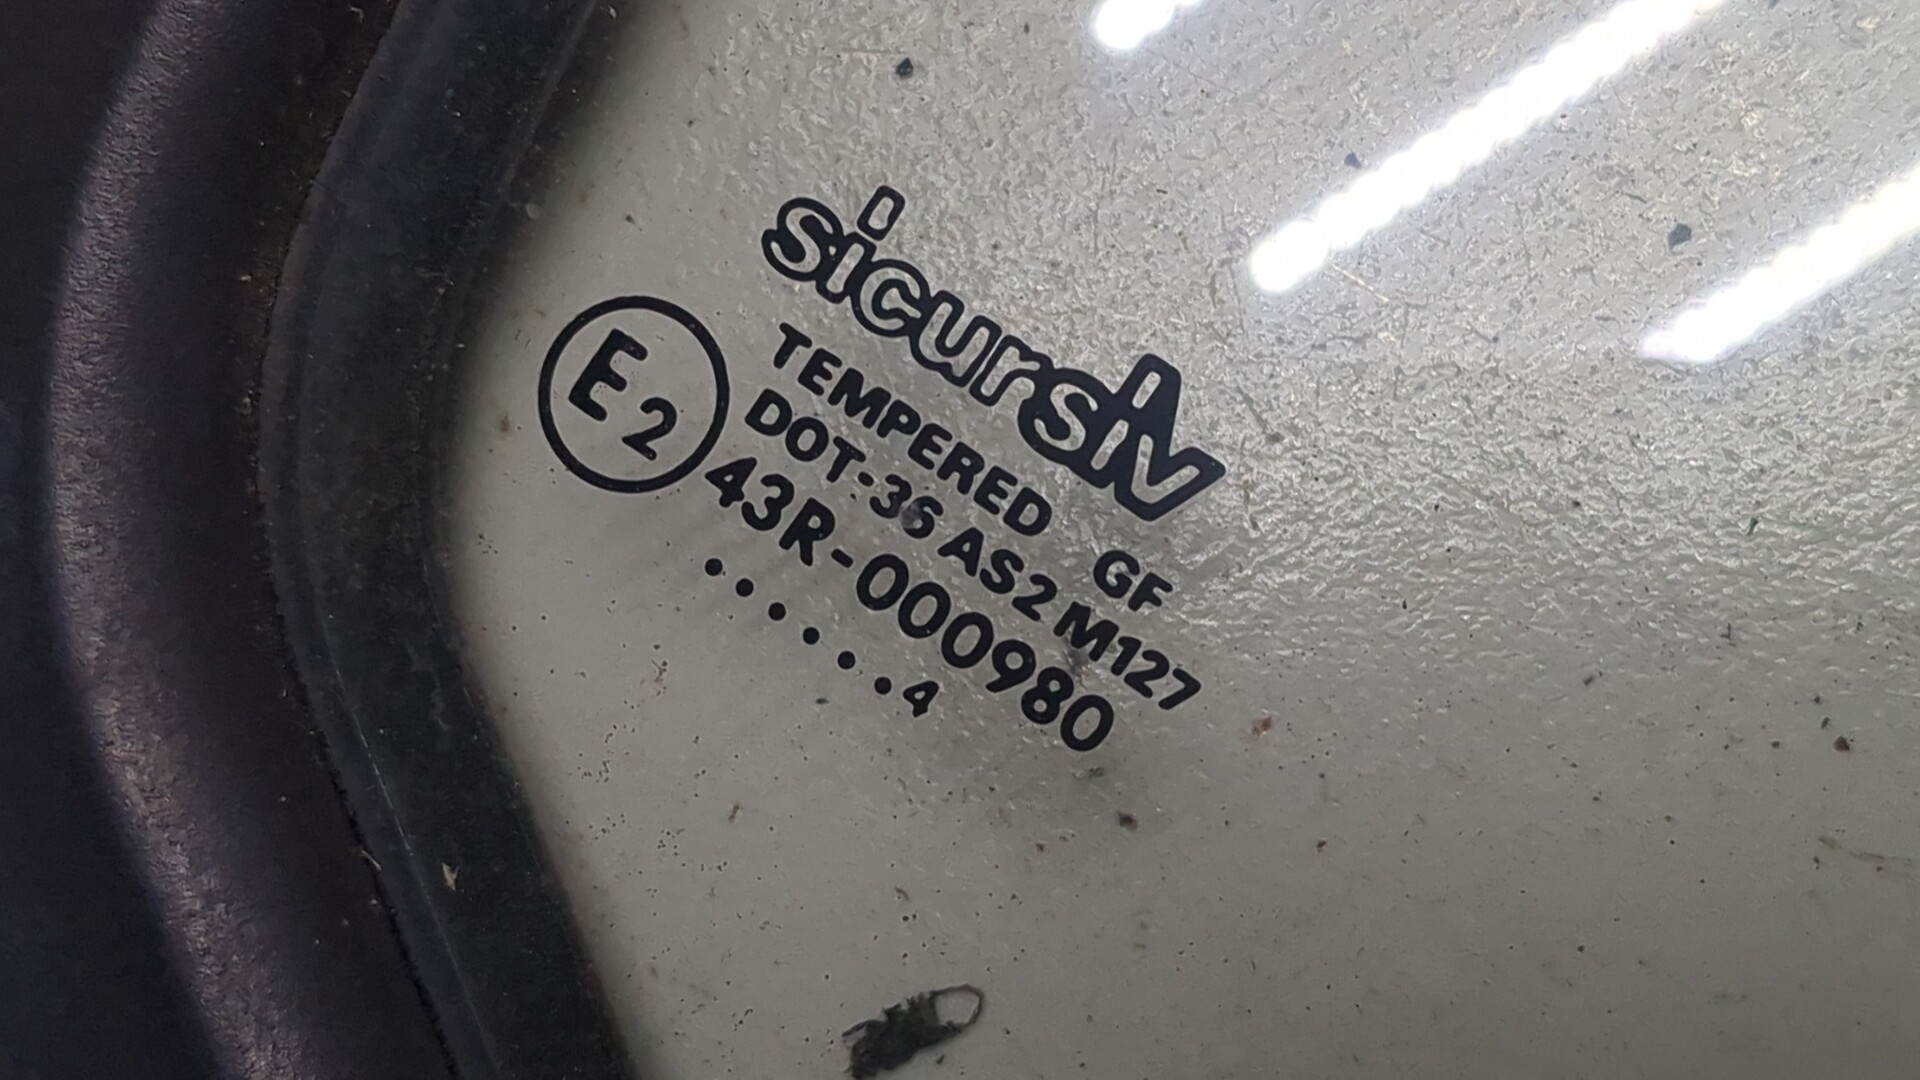 sicursiv
TEMPERED GF
DOT-36 AS2 M127
E2 43R-000980
......4